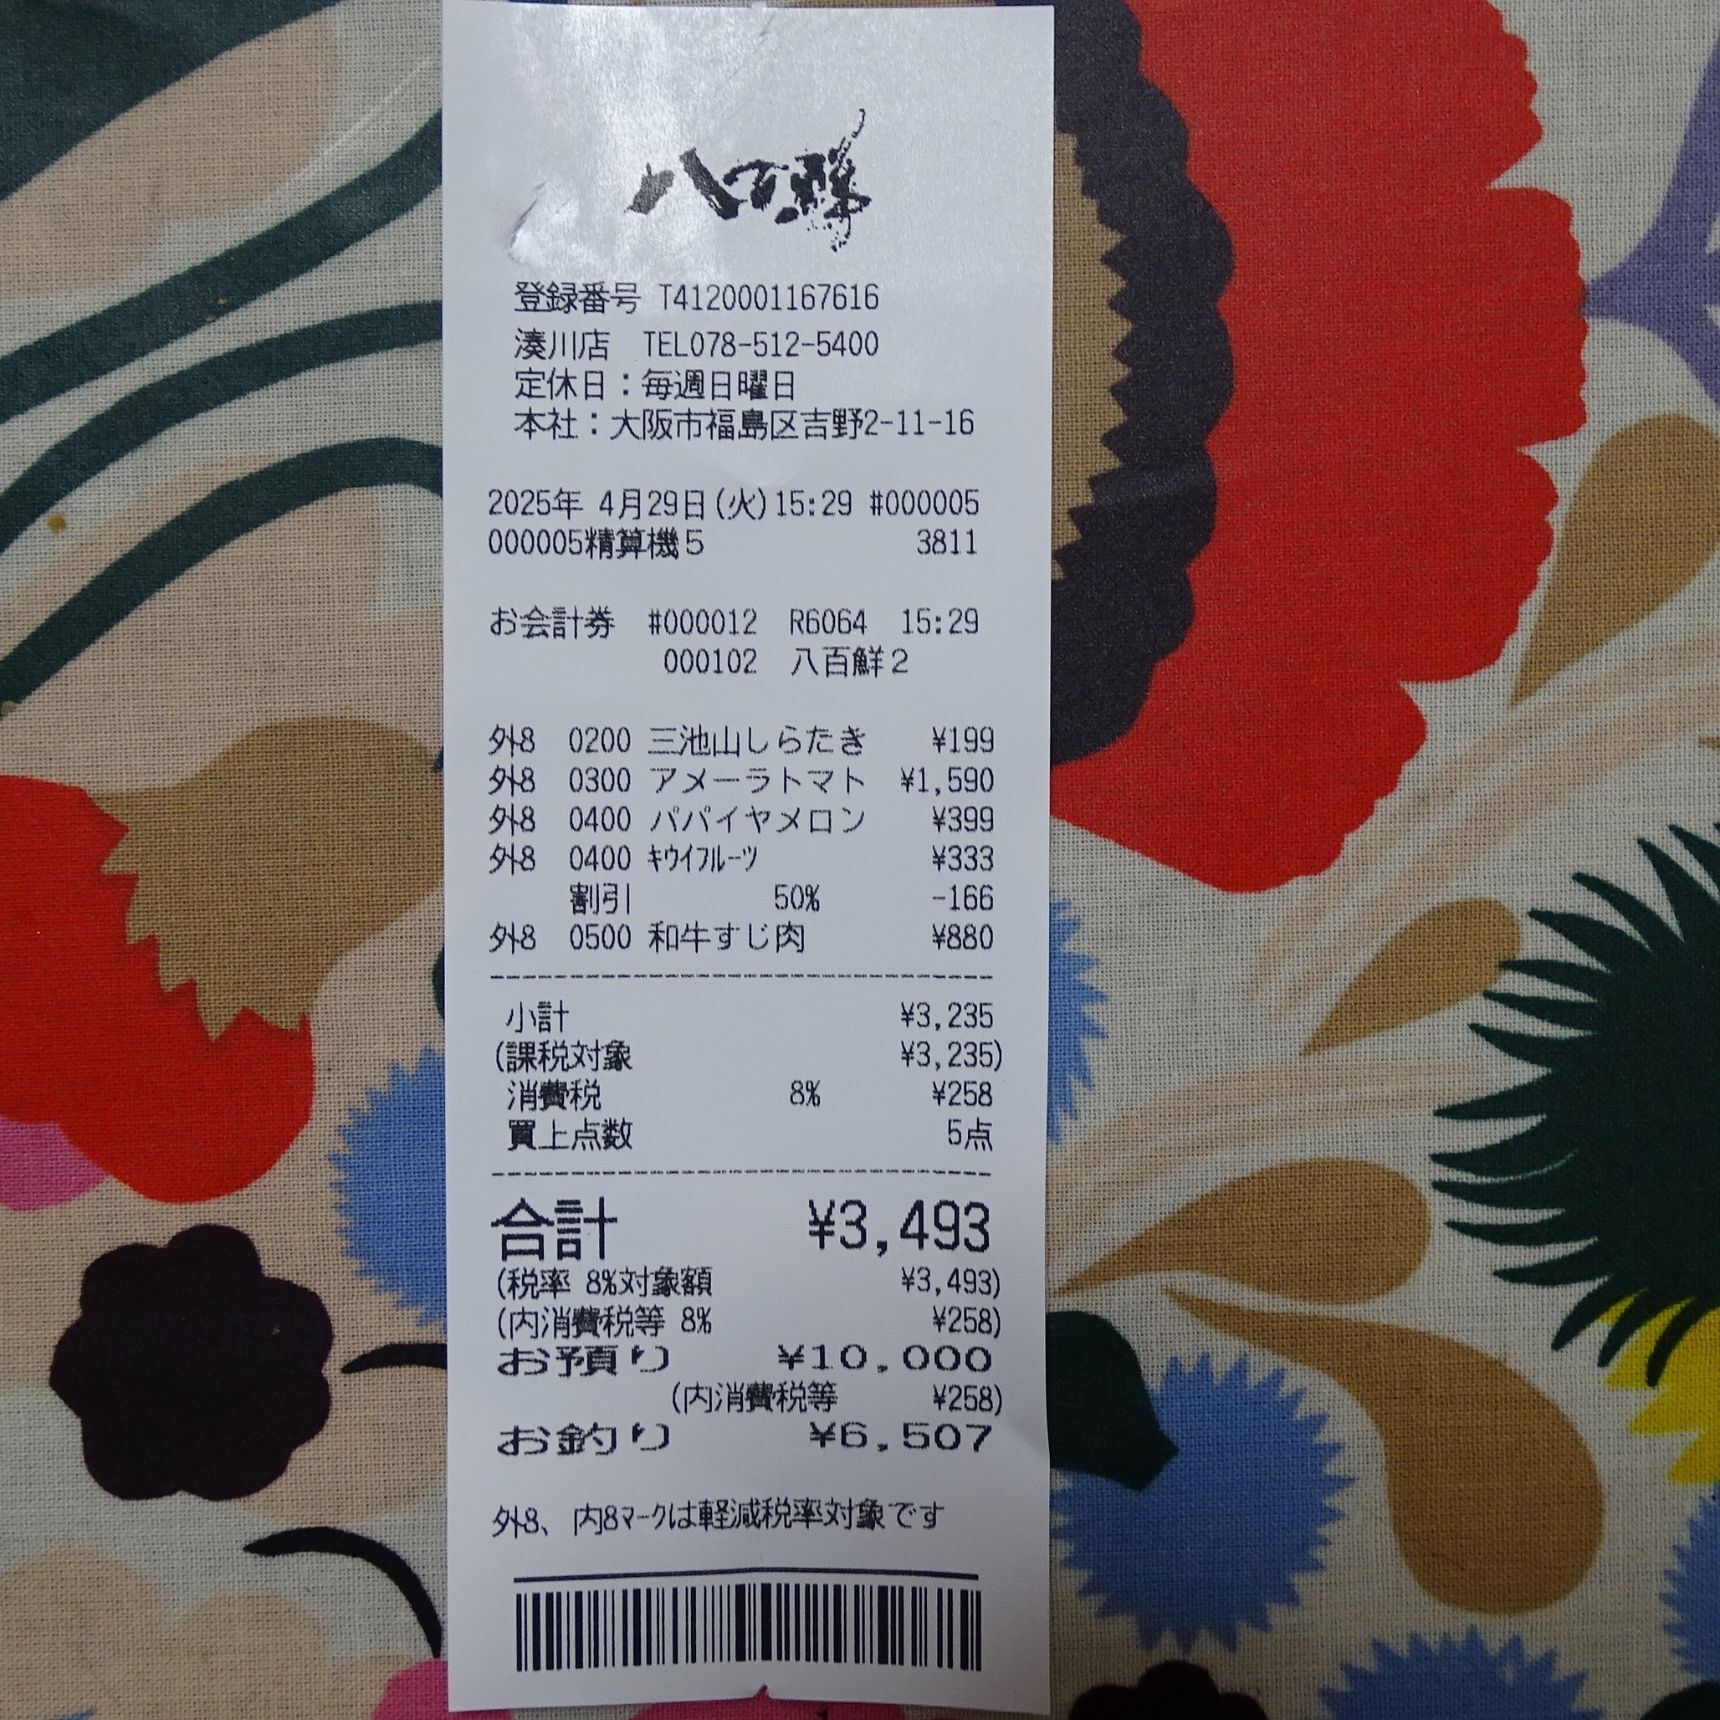 八百鮮
登録番号 T4120001167616
湊川店 TEL078-512-5400
定休日：毎週日曜日
本社：大阪市福島区吉野2-11-16
2025年 4月29日(火)15:29 #000005
000005精算機5 3811
お会計券 #000012 R6064 15:29
000102 八百鮮2
外8 0200 三池山しらたき ¥199
外8 0300 アメーラトマト ¥1,590
外8 0400 パパイヤメロン ¥399
外8 0400 ｷｳｲﾌﾙｰﾂ ¥333
割引 50% -166
外8 0500 和牛すじ肉 ¥880
小計 ¥3,235
(課税対象 ¥3,235)
消費税 8% ¥258
買上点数 5点
合計 ¥3,493
(税率 8%対象額 ¥3,493)
(内消費税等 8% ¥258)
お預り ¥10,000
(内消費税等 ¥258)
お釣り ¥6,507
外8、内8ﾏｰｸは軽減税率対象です